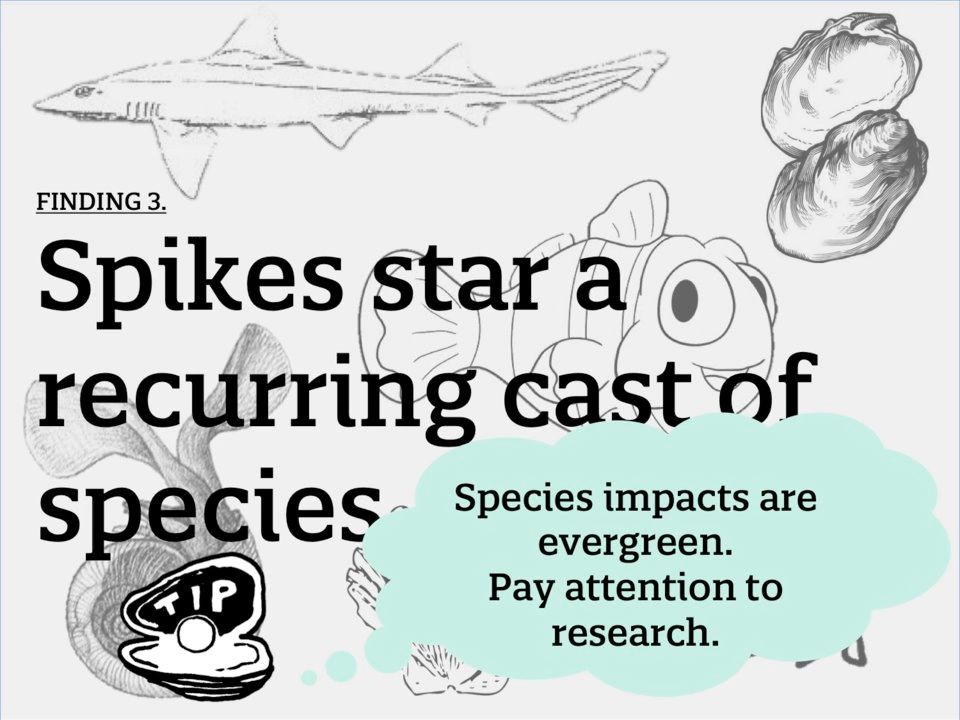 FINDING 3.
Spikes star a
recurring cast of
species
Species impacts are
evergreen.
Pay attention to
research.
TIP